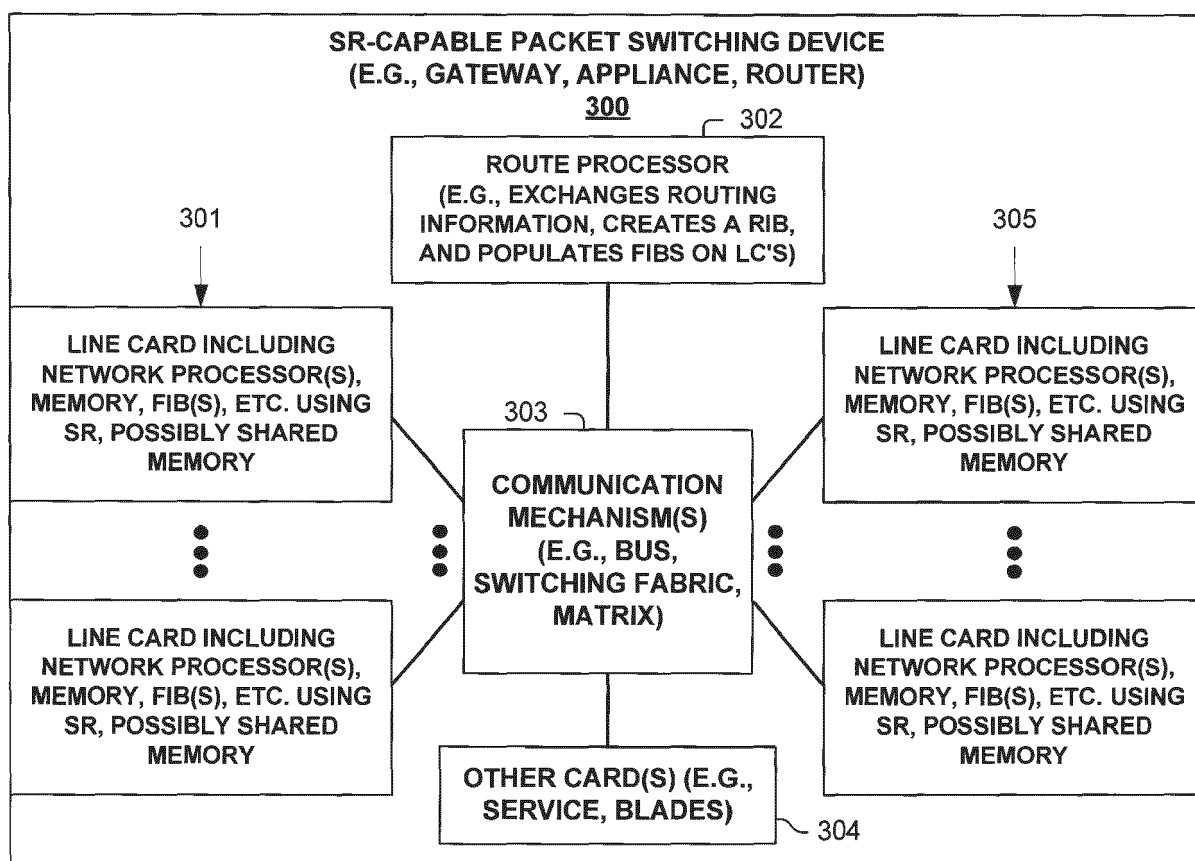 SR-CAPABLE PACKET SWITCHING DEVICE
(E.G., GATEWAY, APPLIANCE, ROUTER)
300
302
ROUTE PROCESSOR
(E.G., EXCHANGES ROUTING
INFORMATION, CREATES A RIB,
AND POPULATES FIBS ON LC'S)
301
LINE CARD INCLUDING
NETWORK PROCESSOR(S),
MEMORY, FIB(S), ETC. USING
SR, POSSIBLY SHARED
MEMORY
305
LINE CARD INCLUDING
NETWORK PROCESSOR(S),
MEMORY, FIB(S), ETC. USING
SR, POSSIBLY SHARED
MEMORY
303
COMMUNICATION
MECHANISM(S)
(E.G., BUS,
SWITCHING FABRIC,
MATRIX)
LINE CARD INCLUDING
NETWORK PROCESSOR(S),
MEMORY, FIB(S), ETC. USING
SR, POSSIBLY SHARED
MEMORY
LINE CARD INCLUDING
NETWORK PROCESSOR(S),
MEMORY, FIB(S), ETC. USING
SR, POSSIBLY SHARED
MEMORY
OTHER CARD(S) (E.G.,
SERVICE, BLADES)
304